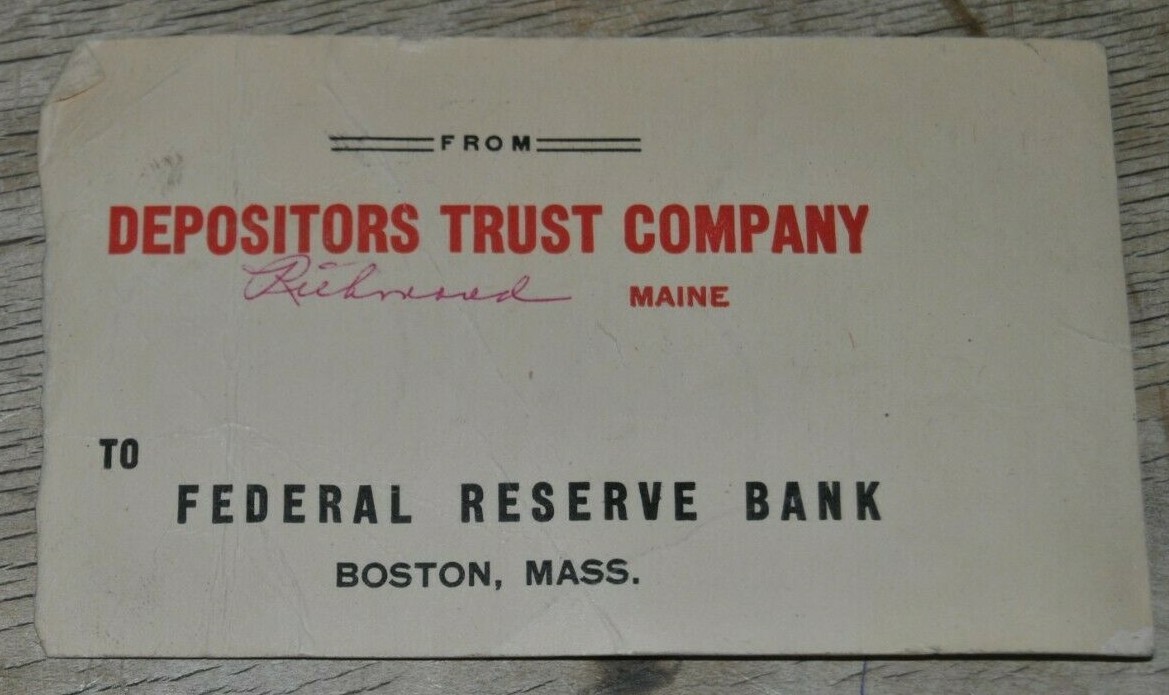 FROM
DEPOSITORS TRUST COMPANY
Richmond MAINE
TO
FEDERAL RESERVE BANK
BOSTON, MASS.